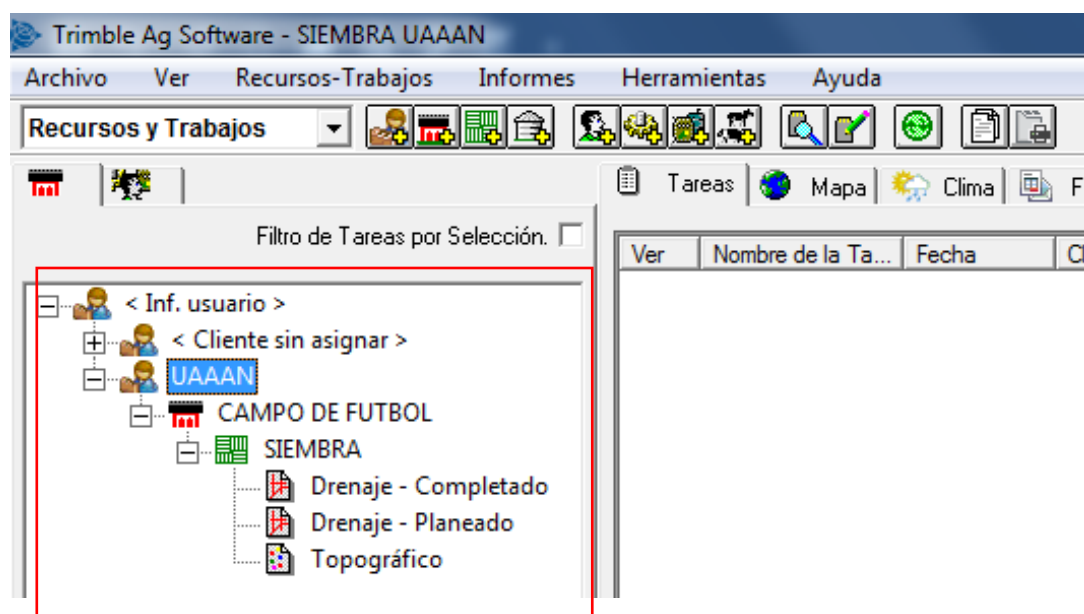 Trimble Ag Software - SIEMBRA UAAAN
Archivo Ver Recursos-Trabajos Informes Herramientas Ayuda
Recursos y Trabajos
Tareas Mapa Clima F
Filtro de Tareas por Selección.
Ver Nombre de la Ta... Fecha Cl
< Inf. usuario >
< Cliente sin asignar >
UAAAN
CAMPO DE FUTBOL
SIEMBRA
Drenaje - Completado
Drenaje - Planeado
Topográfico